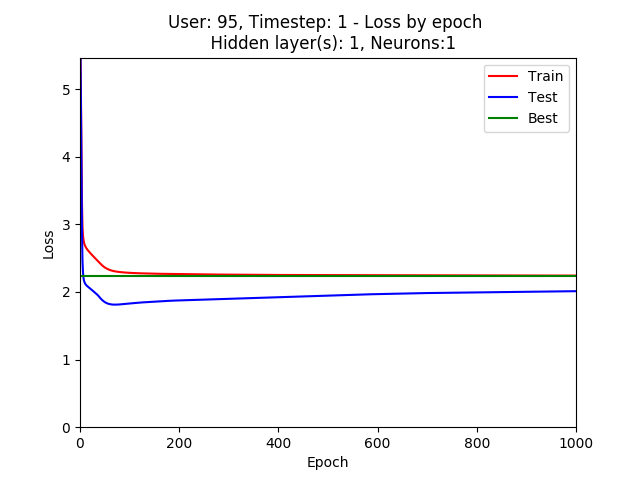 User: 95, Timestep: 1 - Loss by epoch
Hidden layer(s): 1, Neurons:1
Train
Test
Best
5
4
3
2
1
0
Loss
0 200 400 600 800 1000
Epoch